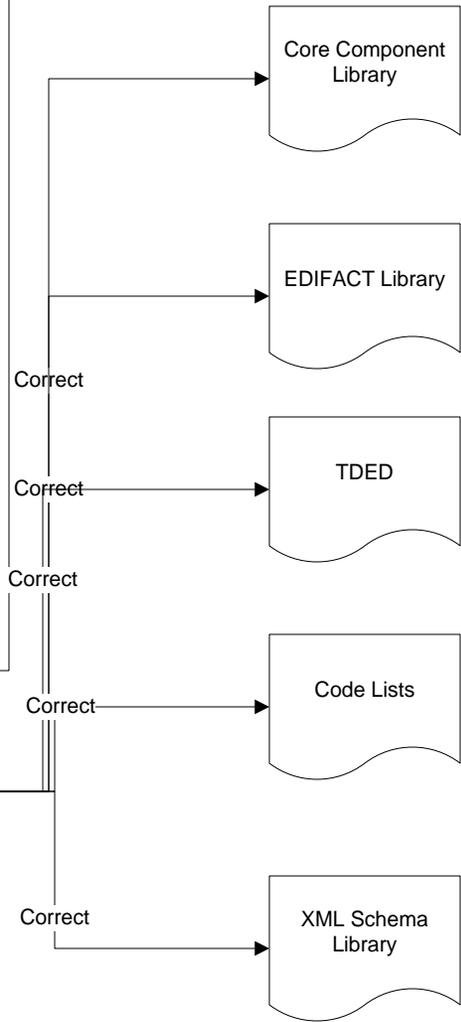 Core Component
Library
EDIFACT Library
Correct
TDED
Correct
Correct
Code Lists
Correct
XML Schema
Library
Correct